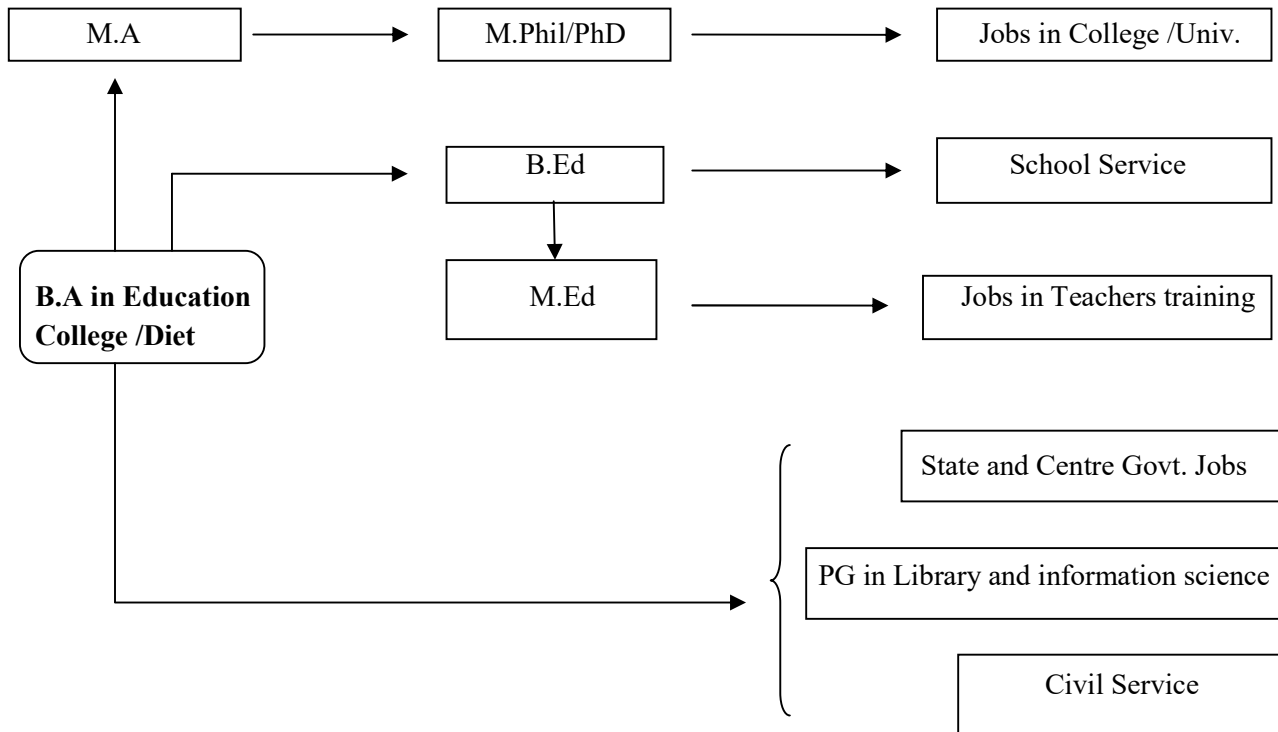 M.A
M.Phil/PhD
Jobs in College /Univ.
B.Ed
School Service
B.A in Education
College /Diet
M.Ed
Jobs in Teachers training
State and Centre Govt. Jobs
PG in Library and information science
Civil Service